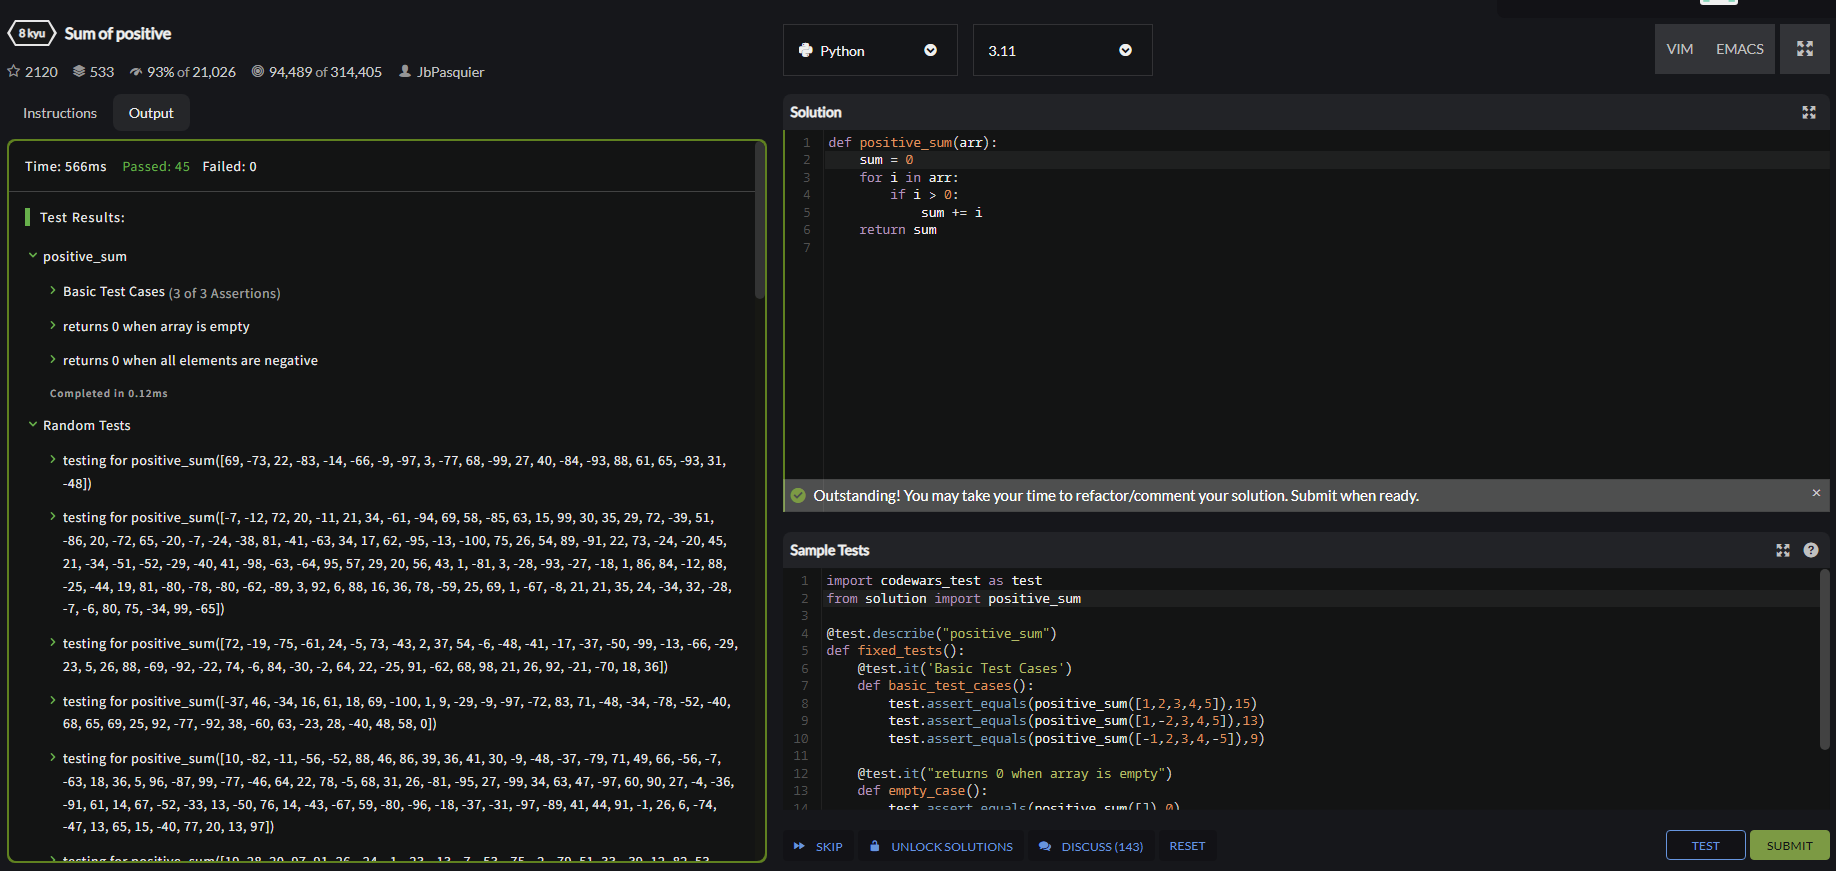 8 kyu Sum of positive
2120 533 93% of 21,026 94,489 of 314,405 JbPasquier
Instructions Output
Time: 566ms Passed: 45 Failed: 0
Test Results:
positive_sum
Basic Test Cases (3 of 3 Assertions)
returns 0 when array is empty
returns 0 when all elements are negative
Completed in 0.12ms
Random Tests
testing for positive_sum([69, -73, 22, -83, -14, -66, -9, -97, 3, -77, 68, -99, 27, 40, -84, -93, 88, 61, 65, -93, 31,
-48])
testing for positive_sum([-7, -12, 72, 20, -11, 21, 34, -61, -94, 69, 58, -85, 63, 15, 99, 30, 35, 29, 72, -39, 51,
-86, 20, -72, 65, -20, -7, -24, -38, 81, -41, -63, 34, 17, 62, -95, -13, -100, 75, 26, 54, 89, -91, 22, 73, -24, -20, 45,
21, -34, -51, -52, -29, -40, 41, -98, -63, -64, 95, 57, 29, 20, 56, 43, 1, -81, 3, -28, -93, -27, -18, 1, 86, 84, -12, 88,
-25, -44, 19, 81, -80, -78, -80, -62, -89, 3, 92, 6, 88, 16, 36, 78, -59, 25, 69, 1, -67, -8, 21, 21, 35, 24, -34, 32, -28,
-7, -6, 80, 75, -34, 99, -65])
testing for positive_sum([72, -19, -75, -61, 24, -5, 73, -43, 2, 37, 54, -6, -48, -41, -17, -37, -50, -99, -13, -66, -29,
23, 5, 26, 88, -69, -92, -22, 74, -6, 84, -30, -2, 64, 22, -25, 91, -62, 68, 98, 21, 26, 92, -21, -70, 18, 36])
testing for positive_sum([-37, 46, -34, 16, 61, 18, 69, -100, 1, 9, -29, -9, -97, -72, 83, 71, -48, -34, -78, -52, -40,
68, 65, 69, 25, 92, -77, -92, 38, -60, 63, -23, 28, -40, 48, 58, 0])
testing for positive_sum([10, -82, -11, -56, -52, 88, 46, 86, 39, 36, 41, 30, -9, -48, -37, -79, 71, 49, 66, -56, -7,
-63, 18, 36, 5, 96, -87, 99, -77, -46, 64, 22, 78, -5, 68, 31, 26, -81, -95, 27, -99, 34, 63, 47, -97, 60, 90, 27, -4, -36,
-91, 61, 14, 67, -52, -33, 13, -50, 76, 14, -43, -67, 59, -80, -96, -18, -37, -31, -97, -89, 41, 44, 91, -1, 26, 6, -74,
-47, 13, 65, 15, -40, 77, 20, 13, 97])
testing for positive_sum([19, 28, 20, 97, 91, 26,
Python 3.11 VIM EMACS
Solution
1 def positive_sum(arr):
2 sum = 0
3 for i in arr:
4 if i > 0:
5 sum += i
6 return sum
7
Outstanding! You may take your time to refactor/comment your solution. Submit when ready.
Sample Tests
1 import codewars_test as test
2 from solution import positive_sum
3
4 @test.describe("positive_sum")
5 def fixed_tests():
6 @test.it('Basic Test Cases')
7 def basic_test_cases():
8 test.assert_equals(positive_sum([1,2,3,4,5]),15)
9 test.assert_equals(positive_sum([1,-2,3,4,5]),13)
10 test.assert_equals(positive_sum([-1,2,3,4,-5]),9)
11
12 @test.it("returns 0 when array is empty")
13 def empty_case():
14 test.assert_equals(positive_sum([]),0)
SKIP UNLOCK SOLUTIONS DISCUSS (143) RESET TEST SUBMIT